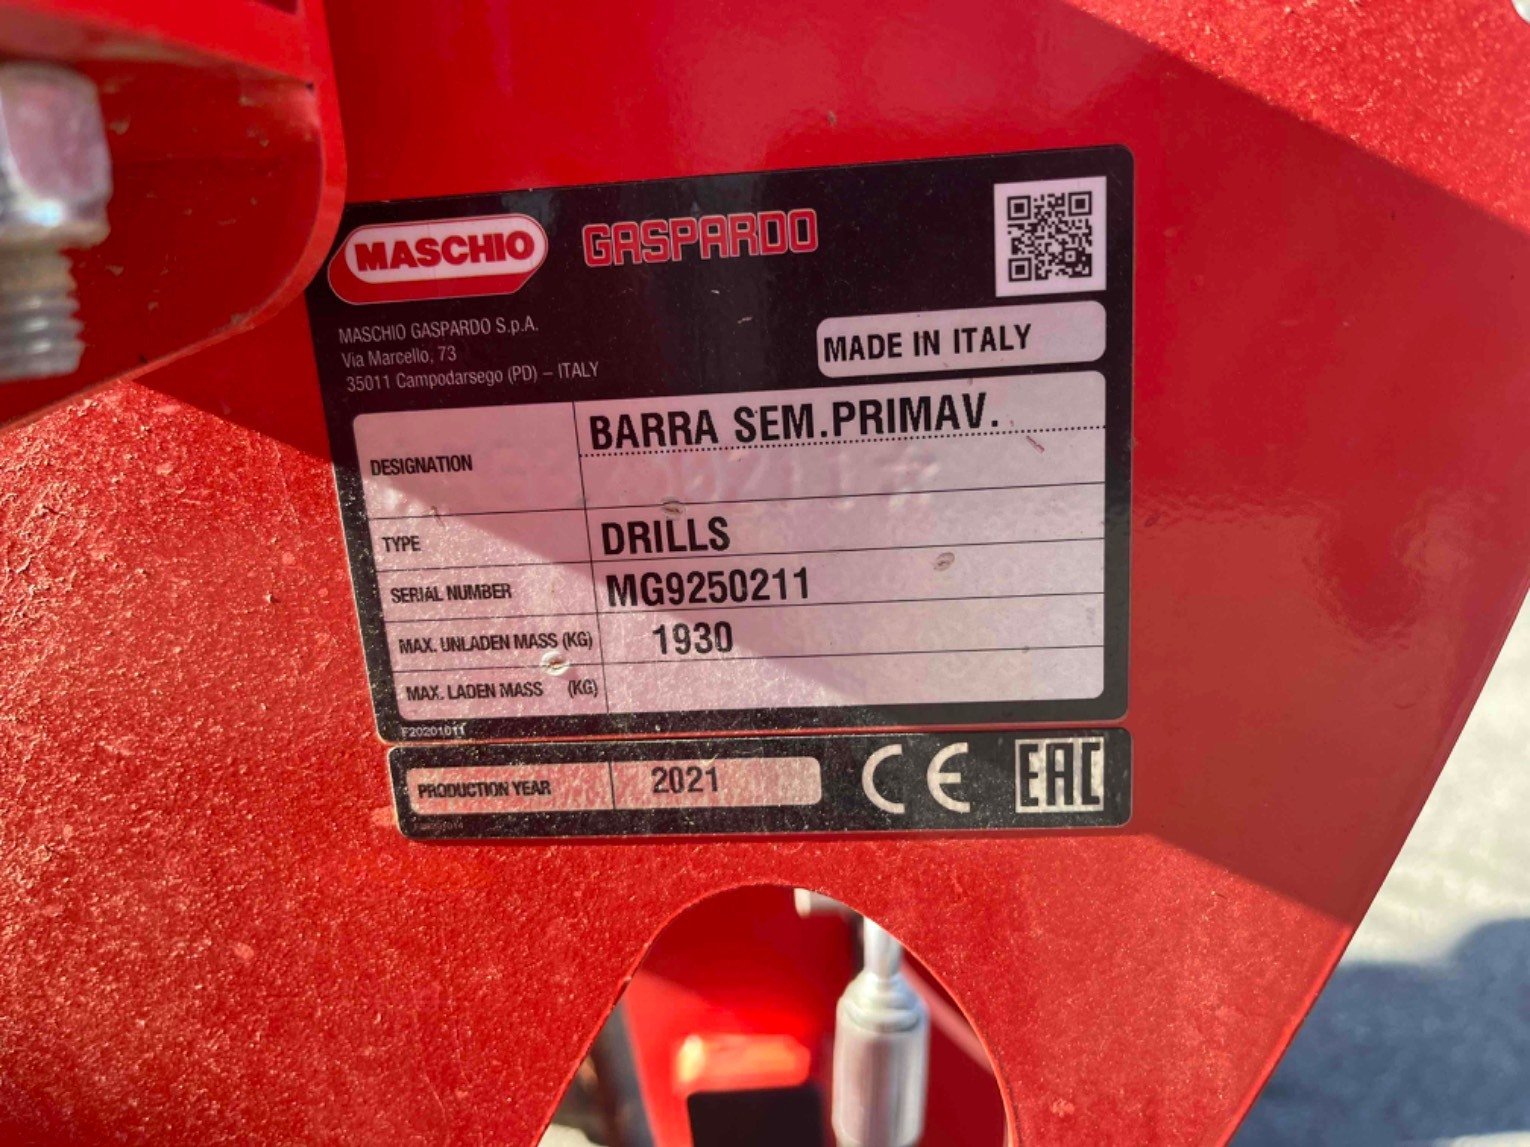 MASCHIO GASPARDO
MASCHIO GASPARDO S.p.A.
Via Marcello, 73
35011 Campodarsego (PD) – ITALY
MADE IN ITALY
DESIGNATION BARRA SEM.PRIMAV.
TYPE DRILLS
SERIAL NUMBER MG9250211
MAX. UNLADEN MASS (KG) 1930
MAX. LADEN MASS (KG)
F20201011
PRODUCTION YEAR 2021 CE EAC